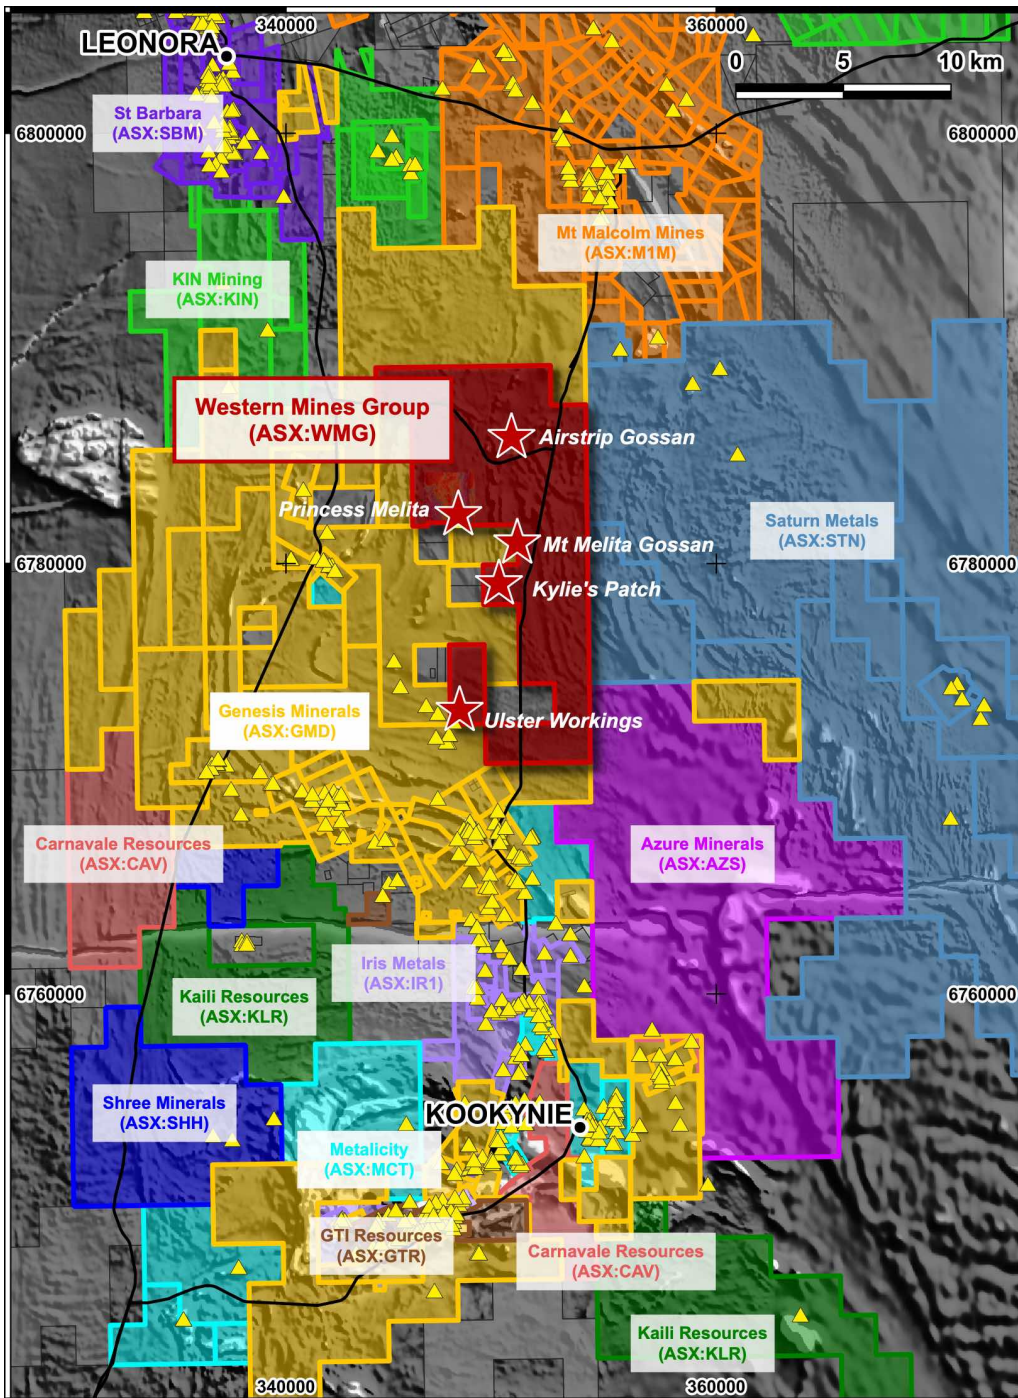 340000
360000
LEONORA
0 5 10 km
St Barbara
(ASX:SBM)
6800000
6800000
Mt Malcolm Mines
(ASX:M1M)
KIN Mining
(ASX:KIN)
Western Mines Group
(ASX:WMG)
Airstrip Gossan
Princess Melita
Mt Melita Gossan
Saturn Metals
(ASX:STN)
6780000
6780000
Kylie's Patch
Genesis Minerals
(ASX:GMD)
Ulster Workings
Carnavale Resources
(ASX:CAV)
Azure Minerals
(ASX:AZS)
Iris Metals
(ASX:IR1)
Kaili Resources
(ASX:KLR)
6760000
6760000
Shree Minerals
(ASX:SHH)
KOOKYNIE
Metalicity
(ASX:MCT)
GTI Resources
(ASX:GTR)
Carnavale Resources
(ASX:CAV)
Kaili Resources
(ASX:KLR)
340000
360000